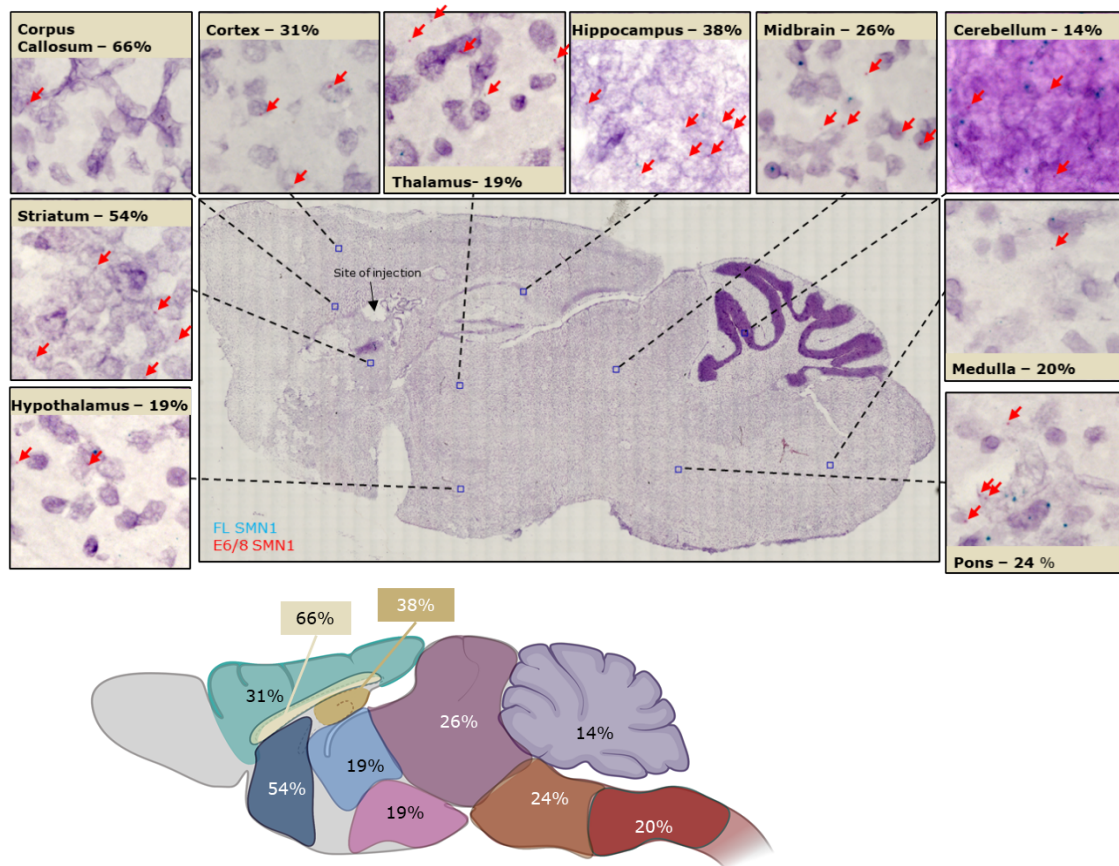 Corpus
Callosum – 66%
Cortex – 31%
Thalamus- 19%
Hippocampus – 38%
Midbrain – 26%
Cerebellum – 14%
Striatum – 54%
Site of injection
Medulla – 20%
Hypothalamus – 19%
FL SMN1
E6/8 SMN1
Pons – 24 %
66%
38%
31%
26%
14%
19%
54%
24%
19%
20%